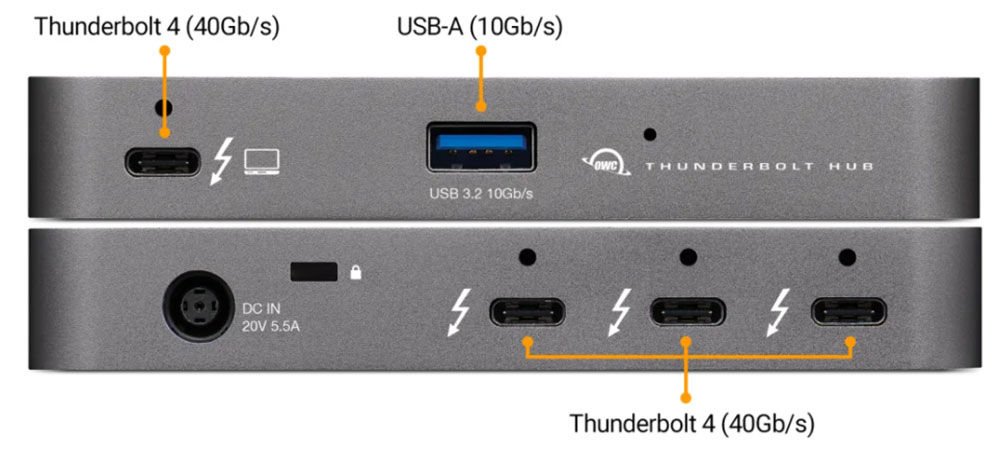 Thunderbolt 4 (40Gb/s)
USB-A (10Gb/s)
USB 3.2 10Gb/s
OWC THUNDERBOLT HUB
DC IN
20V 5.5A
Thunderbolt 4 (40Gb/s)